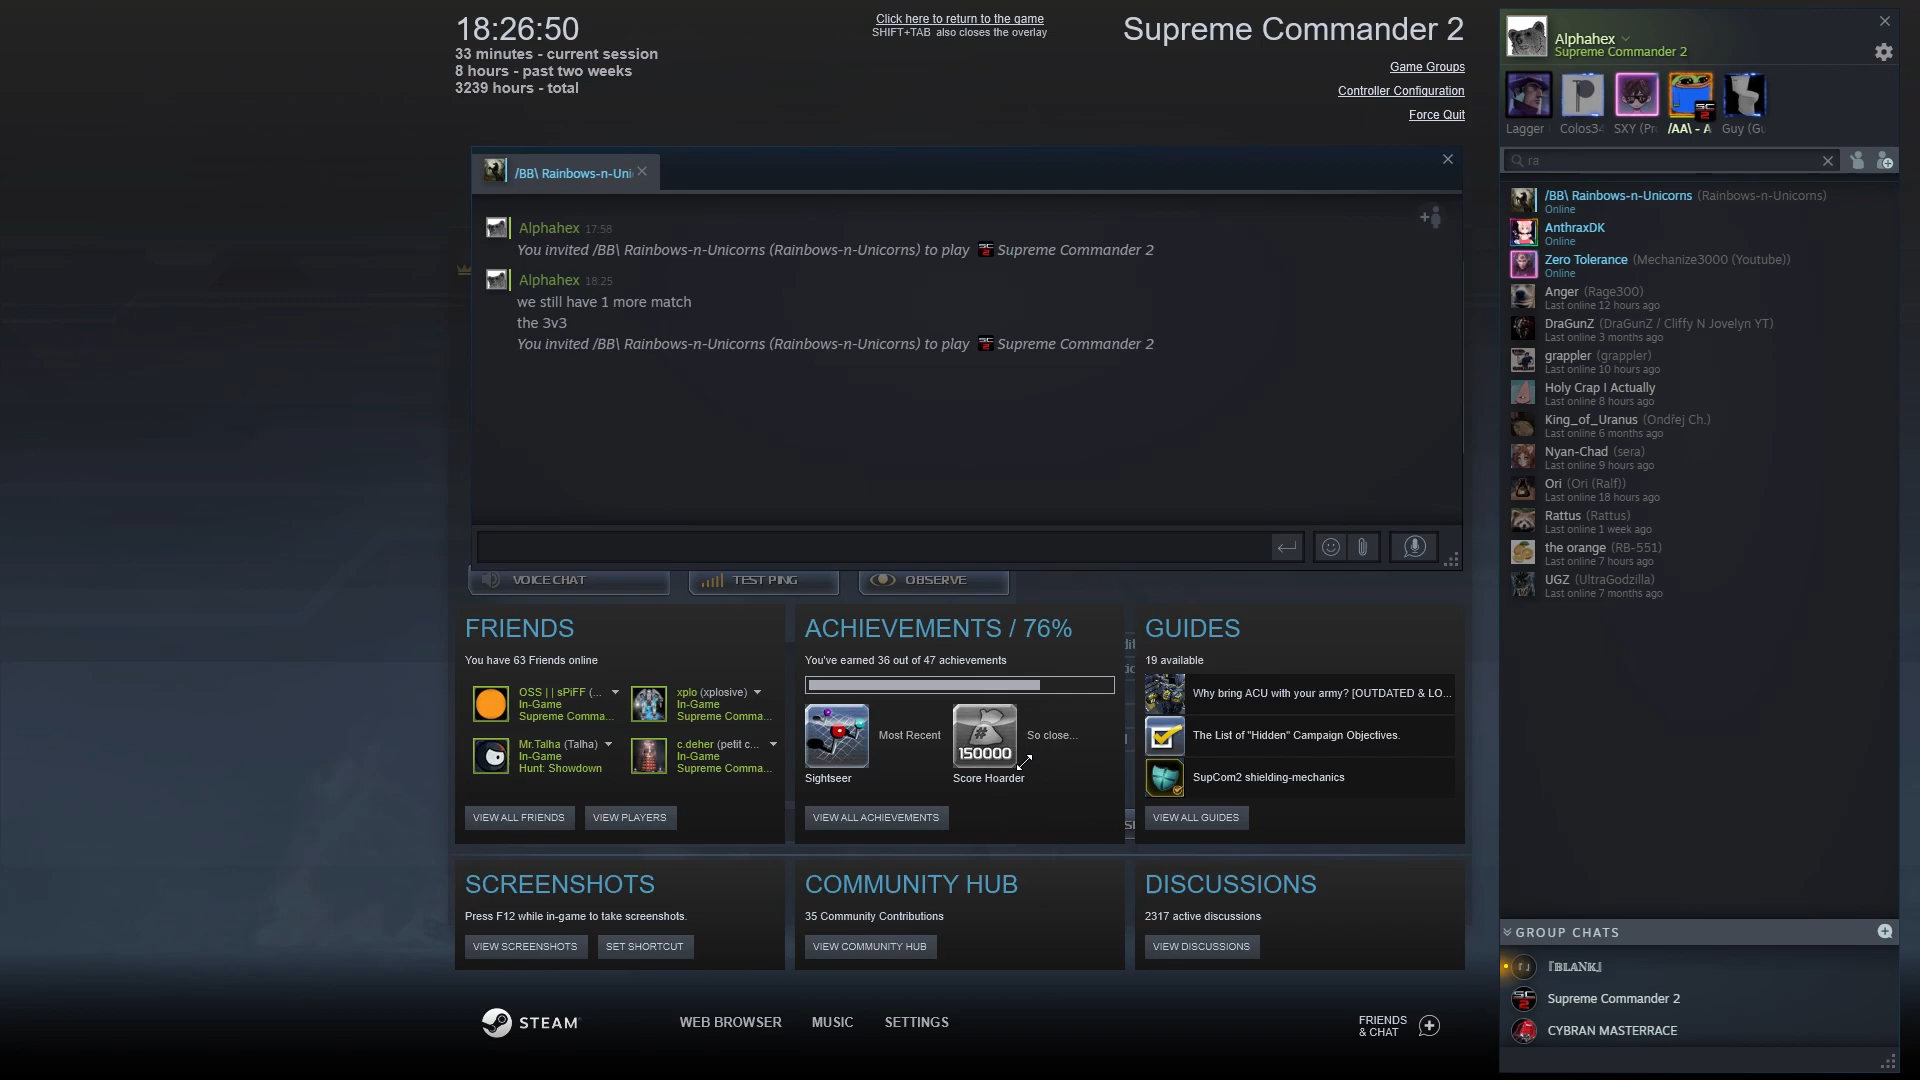 18:26:50
33 minutes - current session
8 hours - past two weeks
3239 hours - total
Click here to return to the game
SHIFT+TAB also closes the overlay
Supreme Commander 2
Game Groups
Controller Configuration
Force Quit
/BB\ Rainbows-n-Uni
Alphahex 17:58
You invited /BB\ Rainbows-n-Unicorns (Rainbows-n-Unicorns) to play SC 2 Supreme Commander 2
Alphahex 18:25
we still have 1 more match
the 3v3
You invited /BB\ Rainbows-n-Unicorns (Rainbows-n-Unicorns) to play SC 2 Supreme Commander 2
VOICE CHAT
TEST PING
OBSERVE
FRIENDS
You have 63 Friends online
OSS | | sPiFF (...
In-Game
Supreme Comma...
xplo (xplosive)
In-Game
Supreme Comma...
Mr.Talha (Talha)
In-Game
Hunt: Showdown
c.deher (petit c...
In-Game
Supreme Comma...
VIEW ALL FRIENDS
VIEW PLAYERS
ACHIEVEMENTS / 76%
You've earned 36 out of 47 achievements
Most Recent
Sightseer
#
150000
So close...
Score Hoarder
VIEW ALL ACHIEVEMENTS
GUIDES
19 available
Why bring ACU with your army? [OUTDATED & LO...
The List of "Hidden" Campaign Objectives.
SupCom2 shielding-mechanics
VIEW ALL GUIDES
SCREENSHOTS
Press F12 while in-game to take screenshots.
VIEW SCREENSHOTS
SET SHORTCUT
COMMUNITY HUB
35 Community Contributions
VIEW COMMUNITY HUB
DISCUSSIONS
2317 active discussions
VIEW DISCUSSIONS
STEAM
WEB BROWSER
MUSIC
SETTINGS
FRIENDS
& CHAT
Alphahex
Supreme Commander 2
Lagger
Colos34
SXY (Pr
/AA\ - A
Guy (Gu
ra
/BB\ Rainbows-n-Unicorns (Rainbows-n-Unicorns)
Online
AnthraxDK
Online
Zero Tolerance (Mechanize3000 (Youtube))
Online
Anger (Rage300)
Last online 12 hours ago
DraGunZ (DraGunZ / Cliffy N Jovelyn YT)
Last online 3 months ago
grappler (grappler)
Last online 10 hours ago
Holy Crap I Actually
Last online 8 hours ago
King_of_Uranus (Ondřej Ch.)
Last online 6 months ago
Nyan-Chad (sera)
Last online 9 hours ago
Ori (Ori (Ralf))
Last online 18 hours ago
Rattus (Rattus)
Last online 1 week ago
the orange (RB-551)
Last online 7 hours ago
UGZ (UltraGodzilla)
Last online 7 months ago
GROUP CHATS
『BLANK』
Supreme Commander 2
CYBRAN MASTERRACE